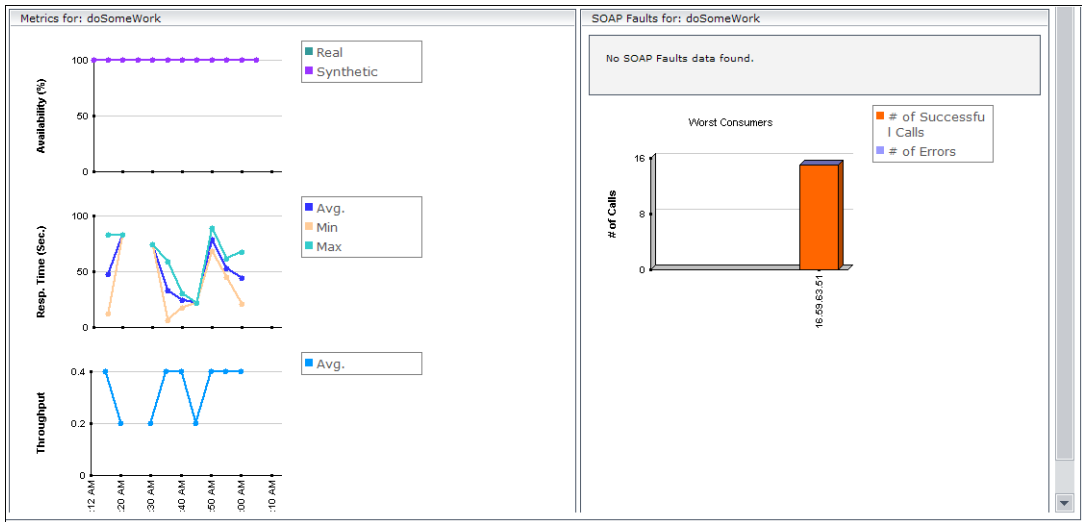 Metrics for: doSomeWork
Availability (%)
100
50
0
Real
Synthetic
Resp. Time (Sec.)
100
50
0
Avg.
Min
Max
Throughput
0.4
0.2
0
:12 AM
:20 AM
:30 AM
:40 AM
:50 AM
:00 AM
:10 AM
Avg.
SOAP Faults for: doSomeWork
No SOAP Faults data found.
Worst Consumers
# of Calls
16
8
0
16.59.63.51
# of Successfu
l Calls
# of Errors